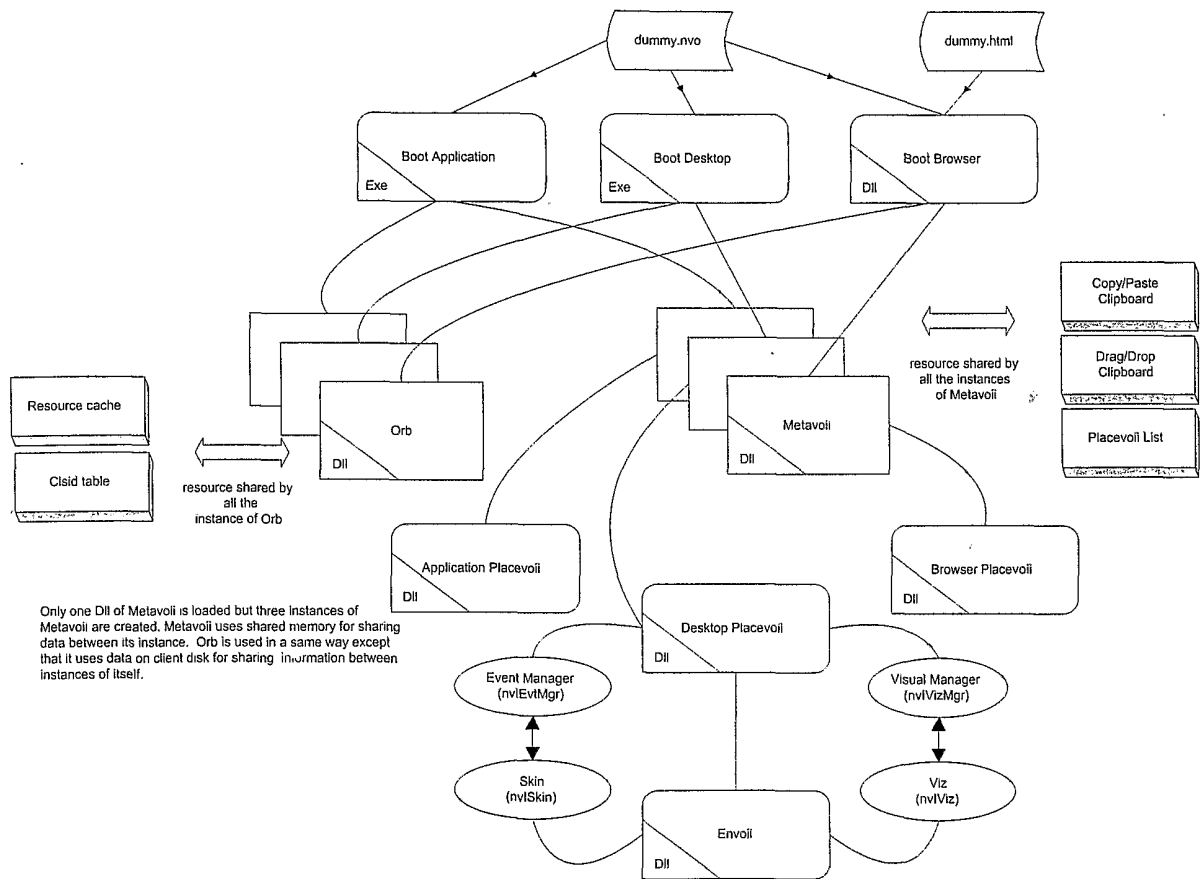 dummy.nvo
dummy.html
Boot Application
Exe
Boot Desktop
Exe
Boot Browser
Dll
Copy/Paste
Clipboard
Drag/Drop
Clipboard
Placevoii List
resource shared by
all the instances
of Metavoii
Resource cache
Clsid table
resource shared by
all the
instance of Orb
Orb
Dll
Metavoii
Dll
Application Placevoii
Dll
Browser Placevoii
Dll
Only one Dll of Metavoii is loaded but three instances of
Metavoii are created. Metavoii uses shared memory for sharing
data between its instance. Orb is used in a same way except
that it uses data on client disk for sharing information between
instances of itself.
Desktop Placevoii
Dll
Event Manager
(nvIEvtMgr)
Visual Manager
(nvIVizMgr)
Skin
(nvISkin)
Viz
(nvIViz)
Envoii
Dll